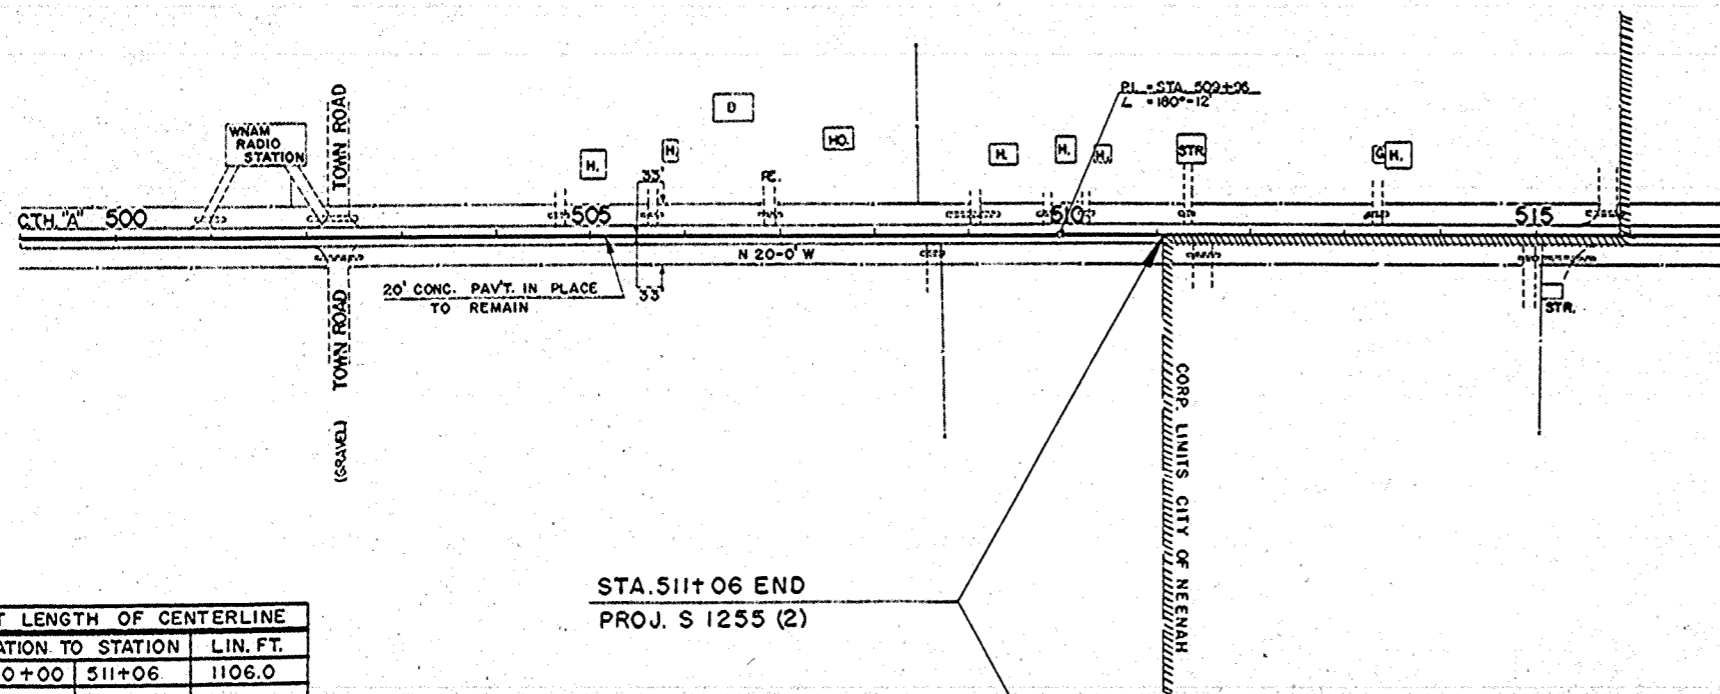 TOWN ROAD
P.I. = STA. 509+96
∠ = 180°-12'
WNAM
RADIO
STATION
D
H.
H.
HO.
H.
H.
H.
STR
G H.
33'
P.E.
C.T.H. "A" 500
505
510
515
N 20-0' W
20' CONC. PAV'T. IN PLACE
TO REMAIN
33'
STR.
TOWN ROAD
(GRAVEL)
CORP. LIMITS CITY OF NEENAH
STA. 511+06 END
PROJ. S 1255 (2)
T LENGTH OF CENTERLINE
ATION TO STATION LIN. FT.
0+00 511+06 1106.0